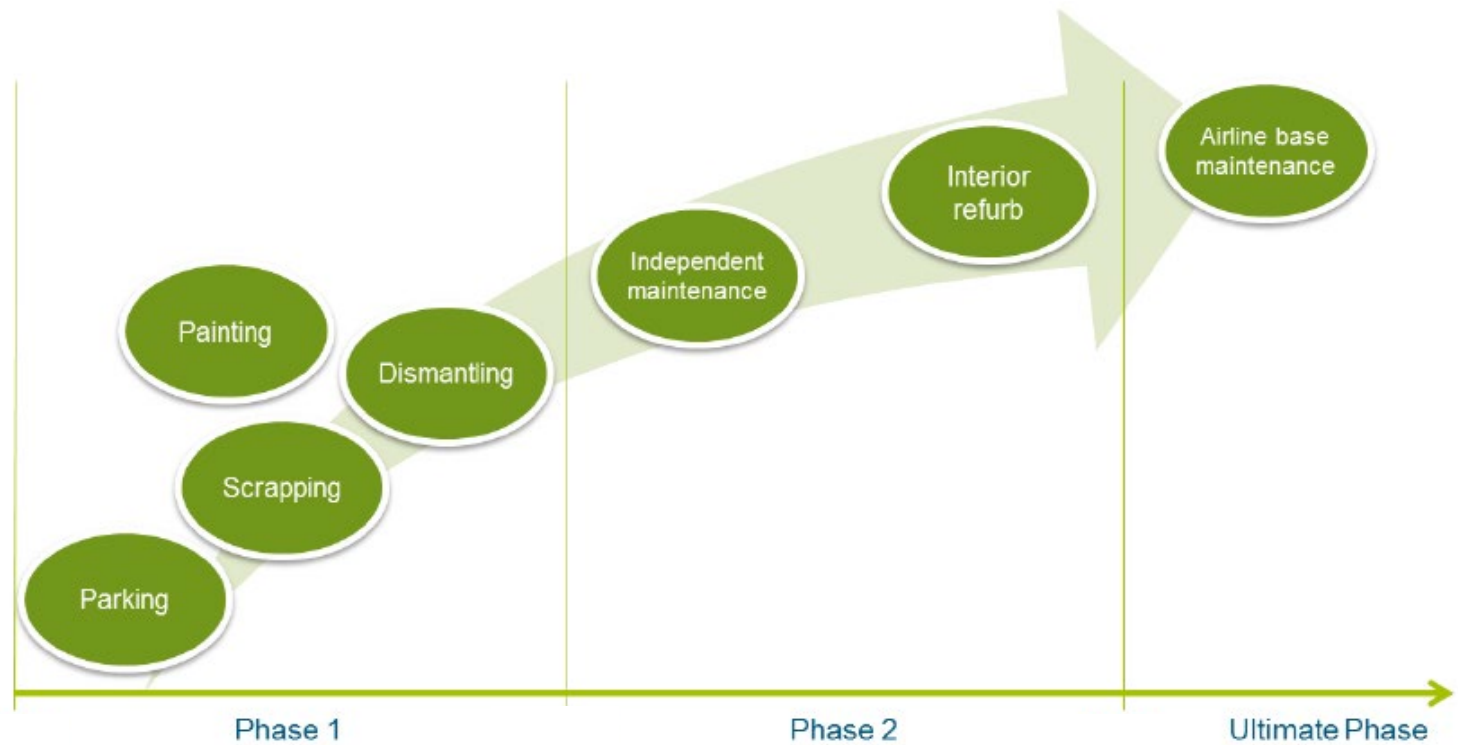 Airline base
maintenance
Interior
refurb
Independent
maintenance
Painting
Dismantling
Scrapping
Parking
Phase 1
Phase 2
Ultimate Phase